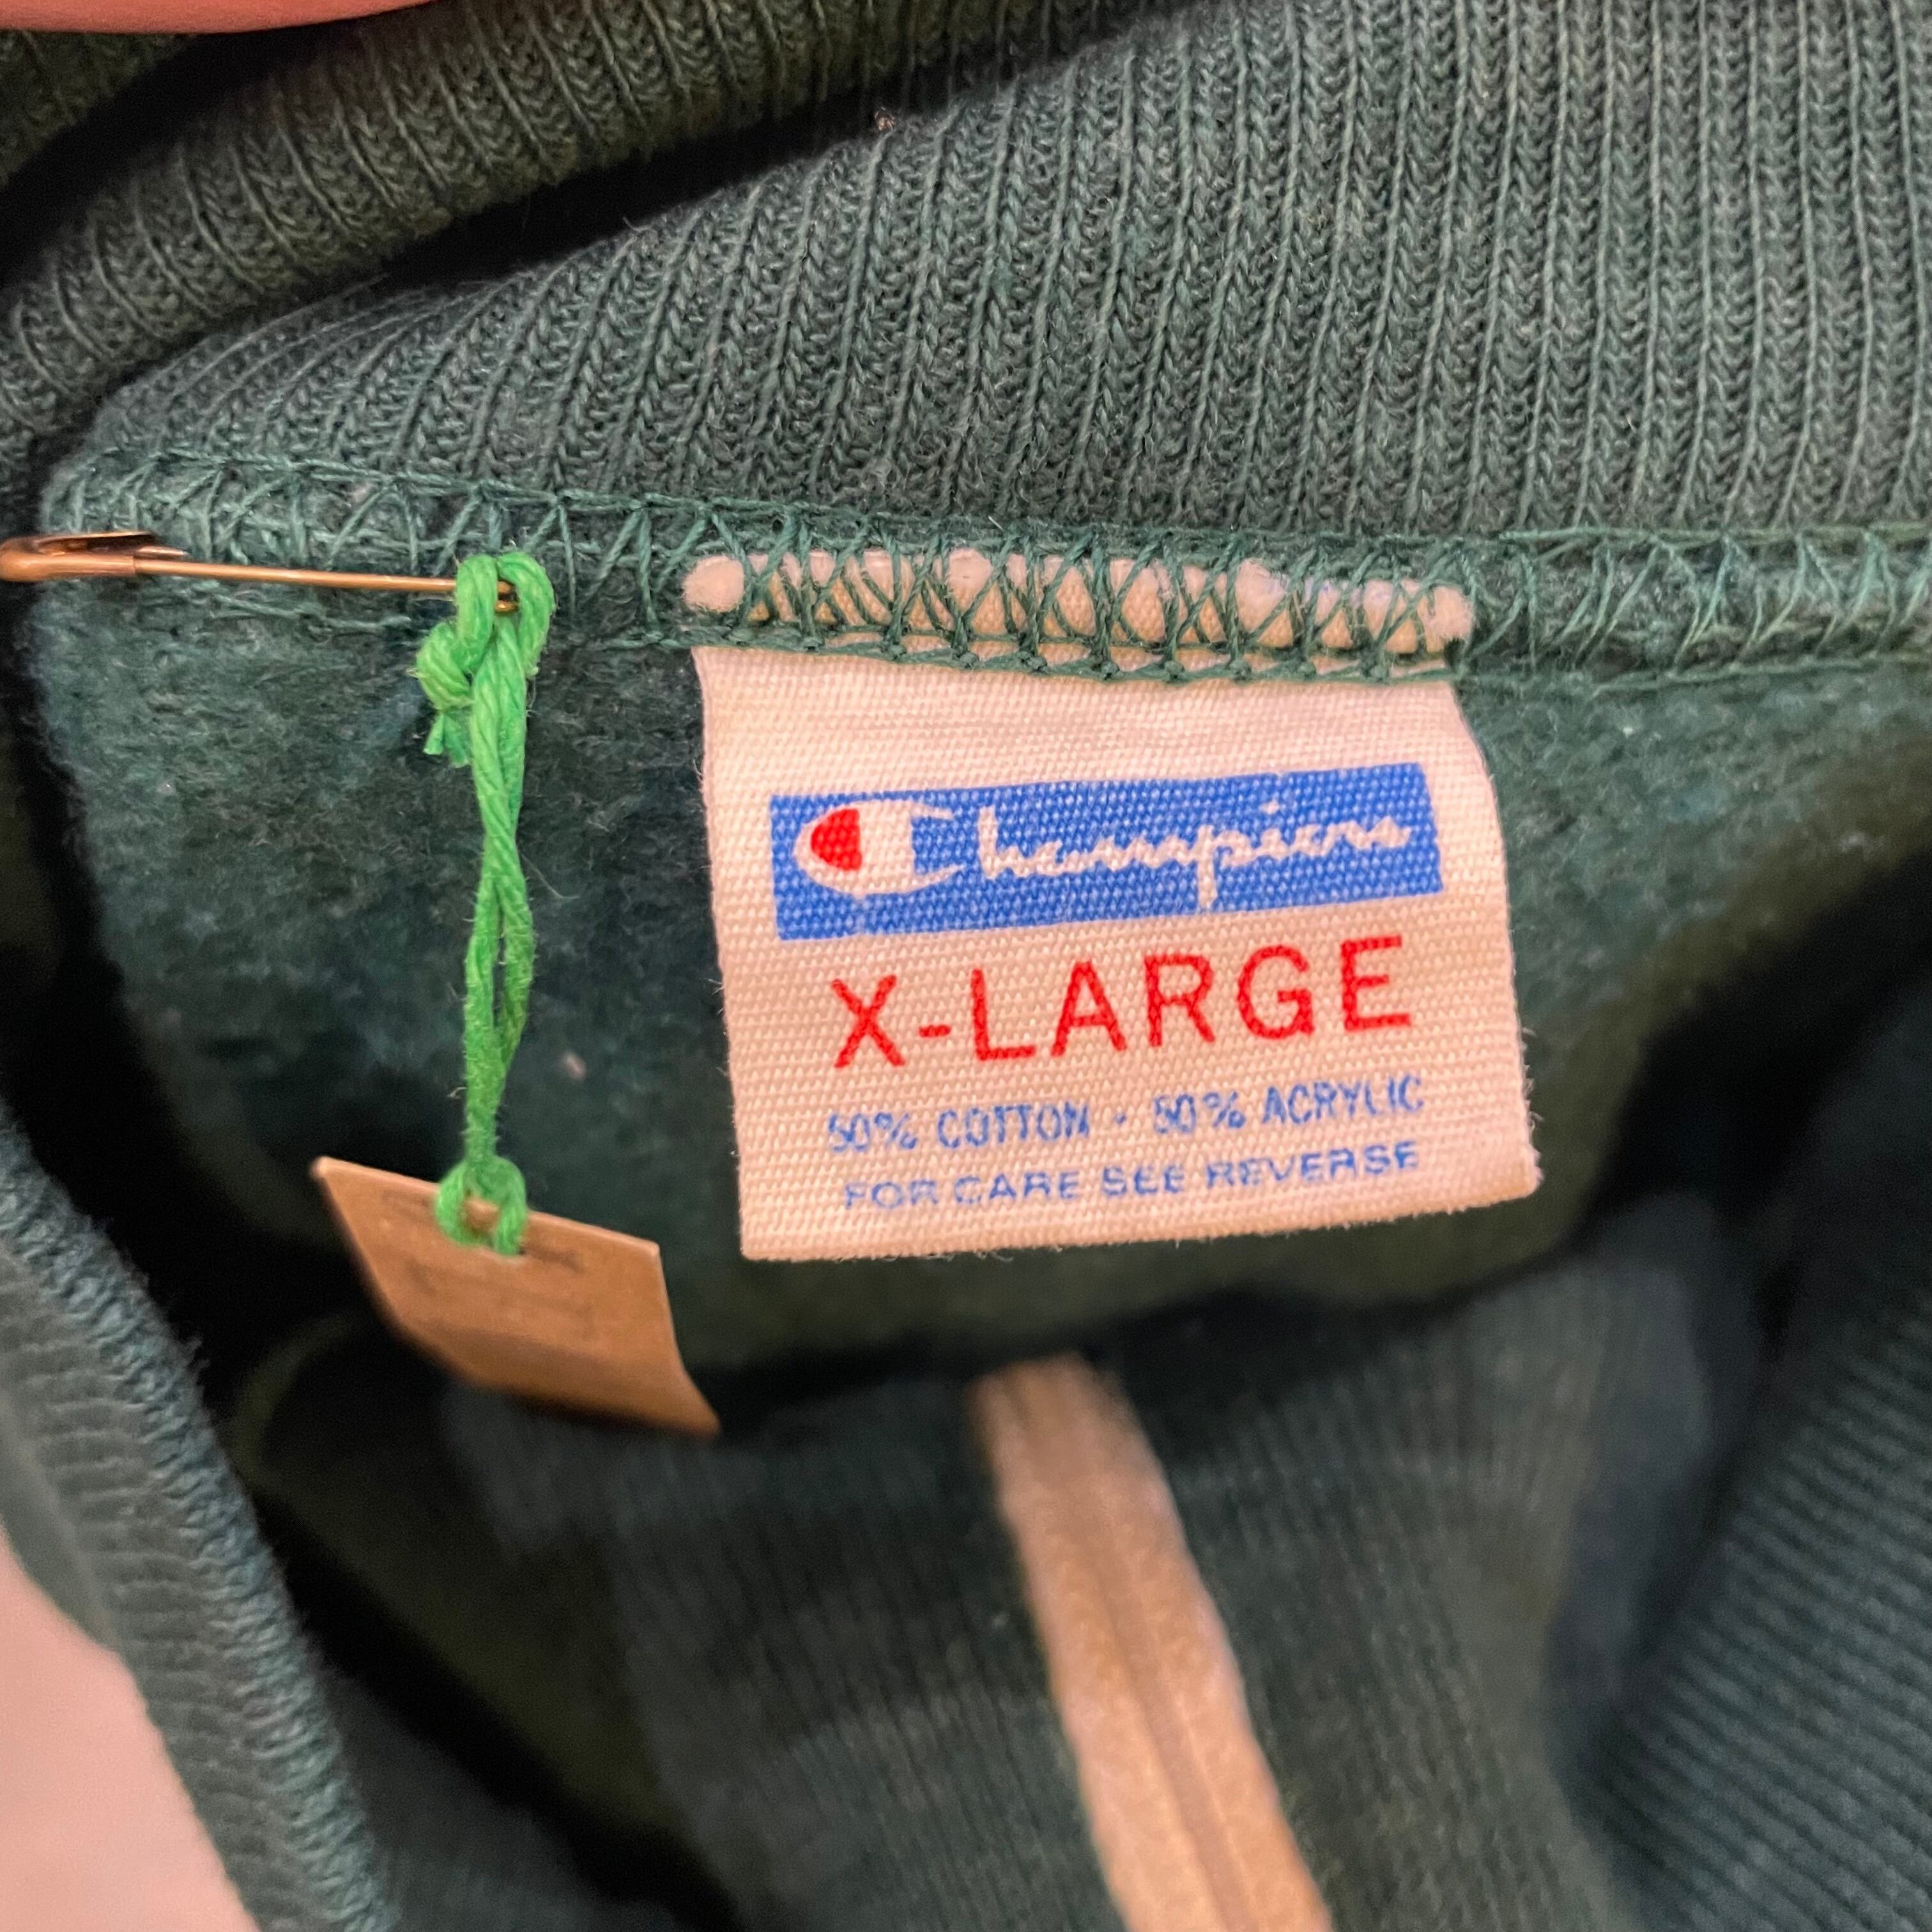 Champion
X-LARGE
50% COTTON - 50% ACRYLIC
FOR CARE SEE REVERSE